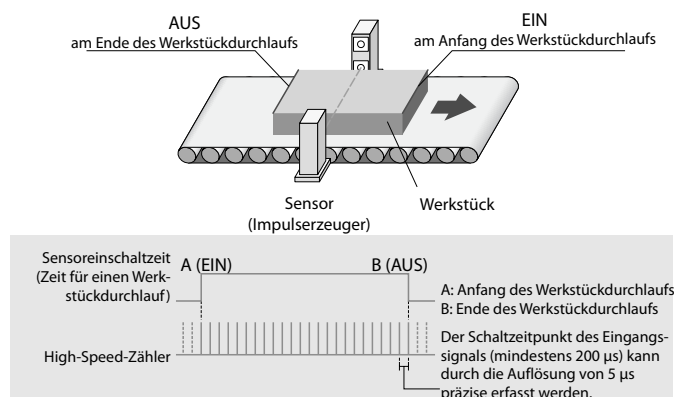 AUS
am Ende des Werkstückdurchlaufs
EIN
am Anfang des Werkstückdurchlaufs
Sensor
(Impulserzeuger)
Werkstück
Sensoreinschaltzeit
(Zeit für einen Werk-
stückdurchlauf)
A (EIN)
B (AUS)
A: Anfang des Werkstückdurchlaufs
B: Ende des Werkstückdurchlaufs
High-Speed-Zähler
Der Schaltzeitpunkt des Eingangs-
signals (mindestens 200 µs) kann
durch die Auflösung von 5 µs
präzise erfasst werden.